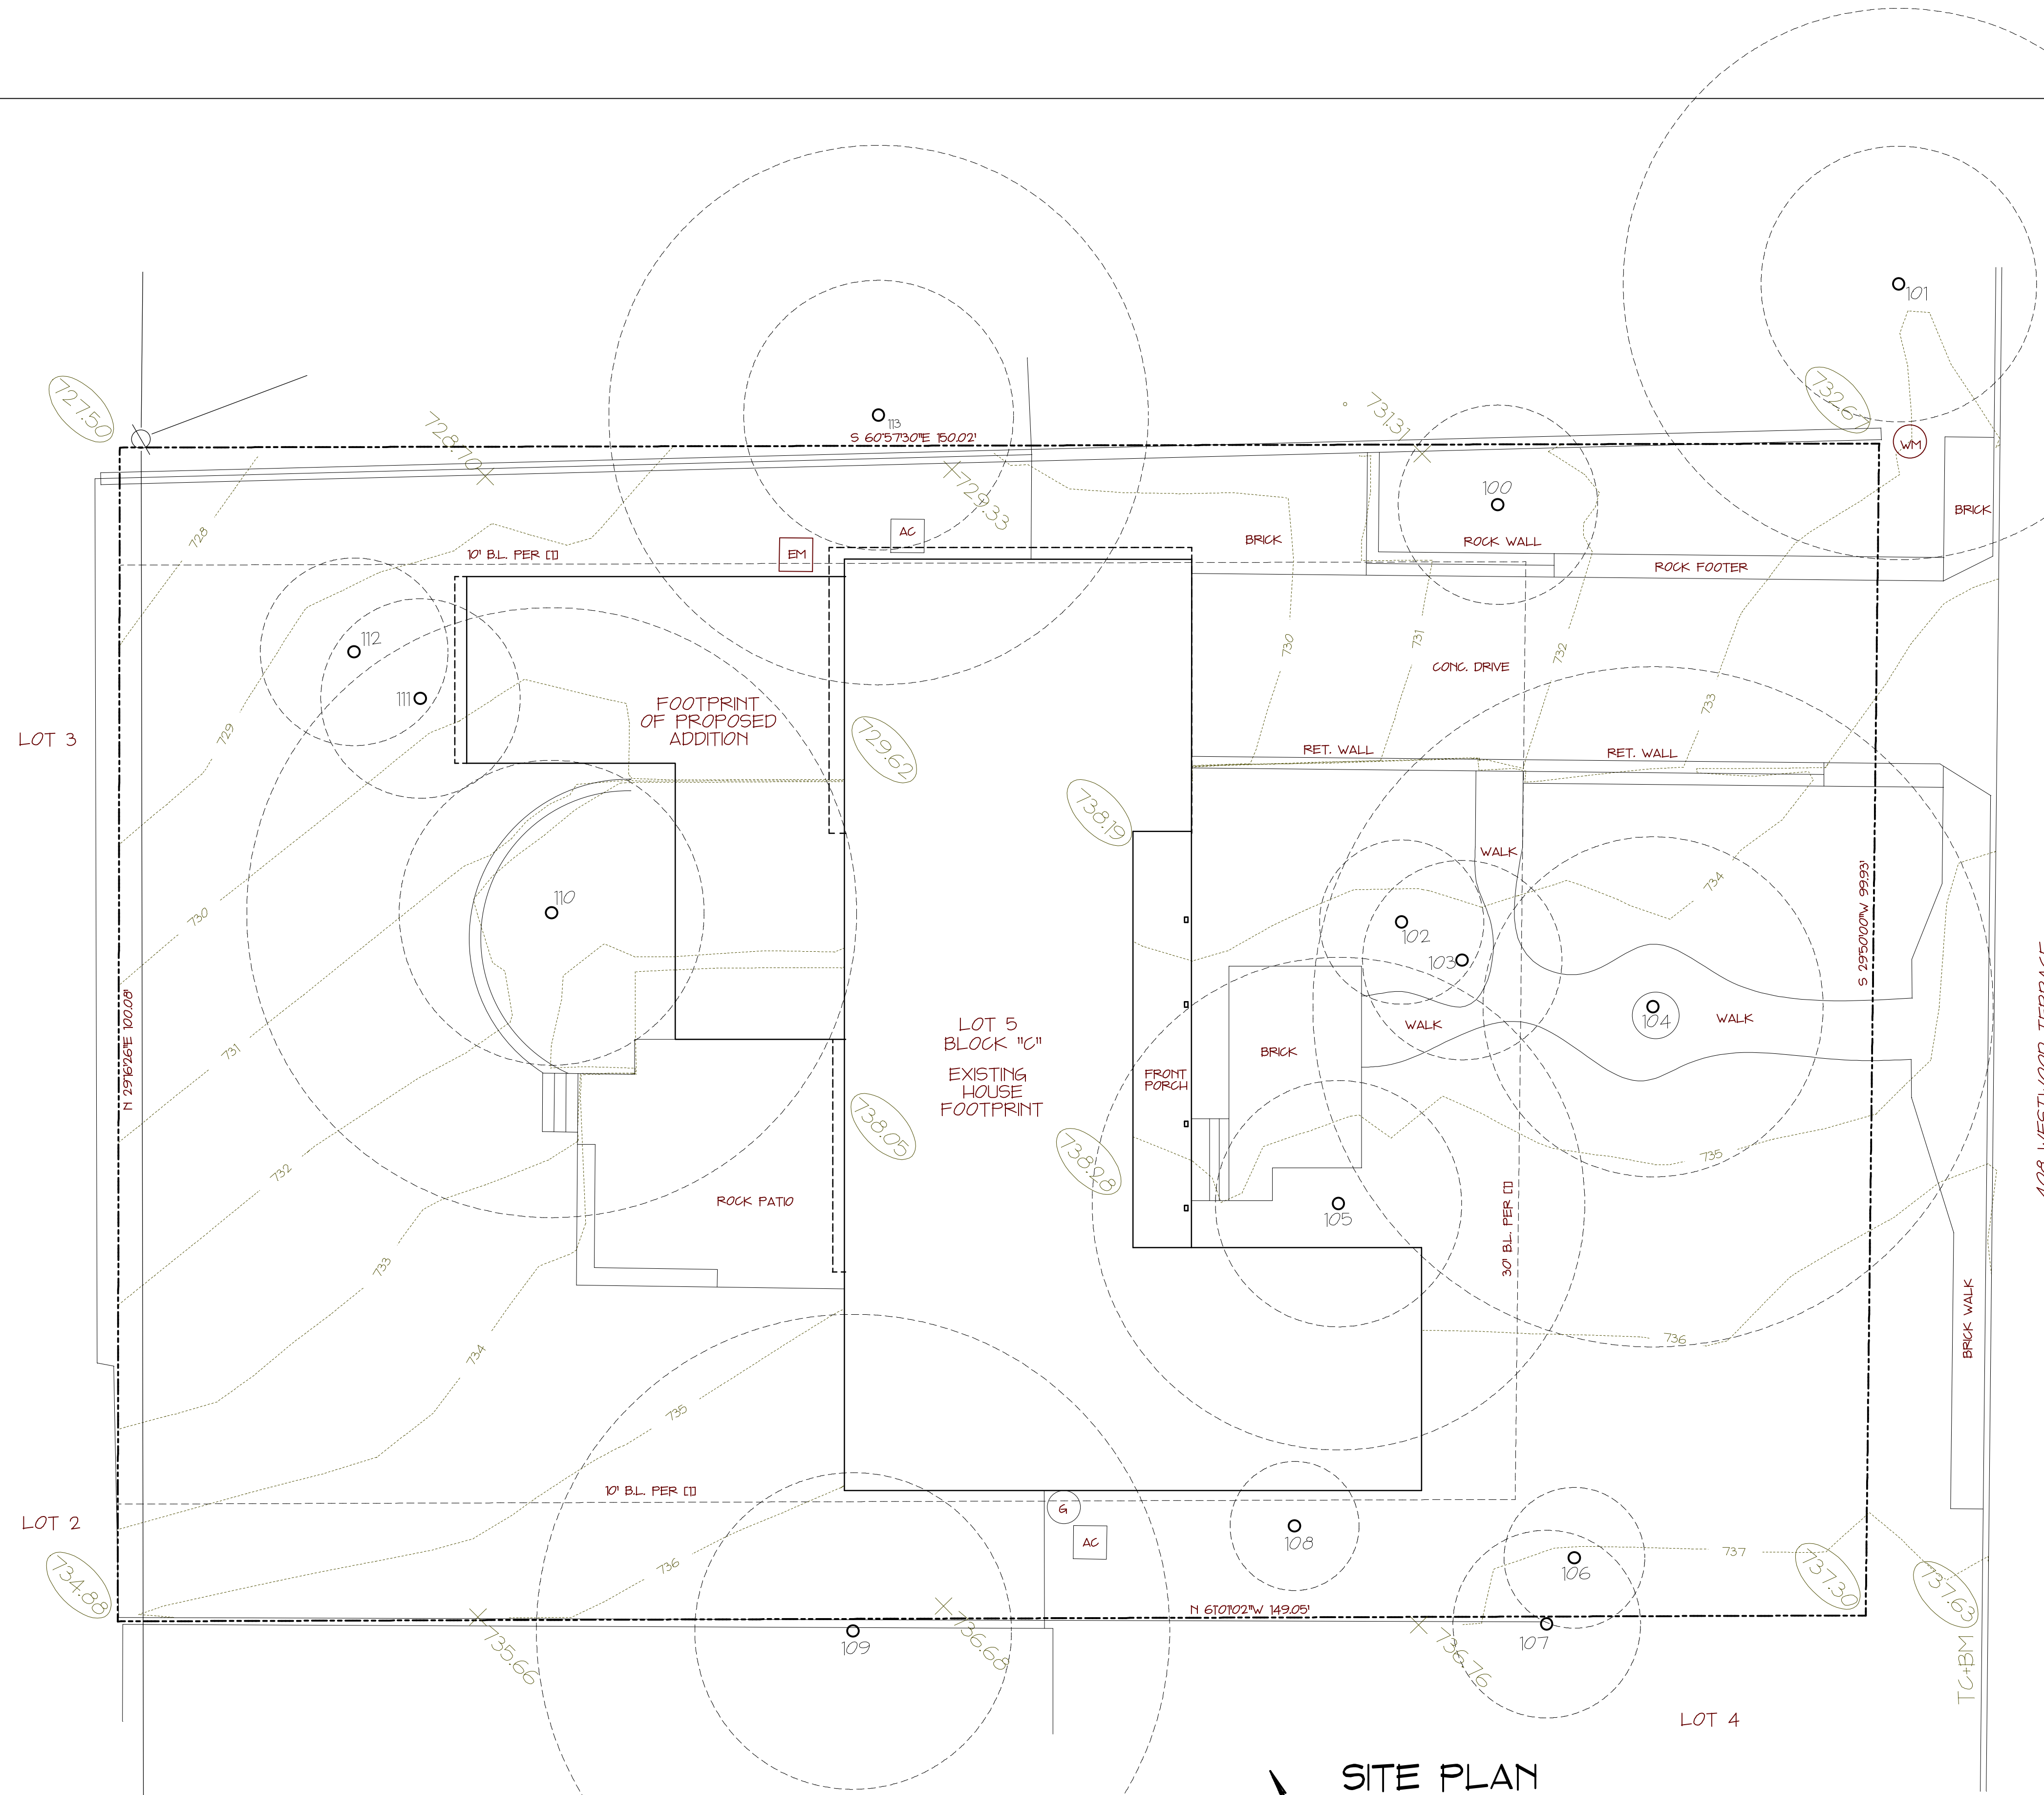 101
727.50
728.70
113
S 60°57'30"E 150.02'
731.31
732.67
WM
729.33
100
BRICK
728
10' B.L. PER [1]
EM
AC
BRICK
ROCK WALL
ROCK FOOTER
112
111
730
731
732
CONC. DRIVE
733
LOT 3
729
FOOTPRINT
OF PROPOSED
ADDITION
729.62
738.19
RET. WALL
RET. WALL
WALK
734
110
730
102
103
S 29°50'00"W 99.93'
N 29°16'26"E 100.08'
731
LOT 5
BLOCK "C"
EXISTING
HOUSE
FOOTPRINT
WALK
104
WALK
BRICK
FRONT
PORCH
738.05
738.28
735
732
ROCK PATIO
105
30' B.L. PER [1]
733
734
736
BRICK WALK
735
10' B.L. PER [1]
LOT 2
G
AC
108
106
737
737.30
737.63
TC+BM
734.88
736
N 61°01'02"W 149.05'
735.66
109
736.68
107
736.76
LOT 4
SITE PLAN